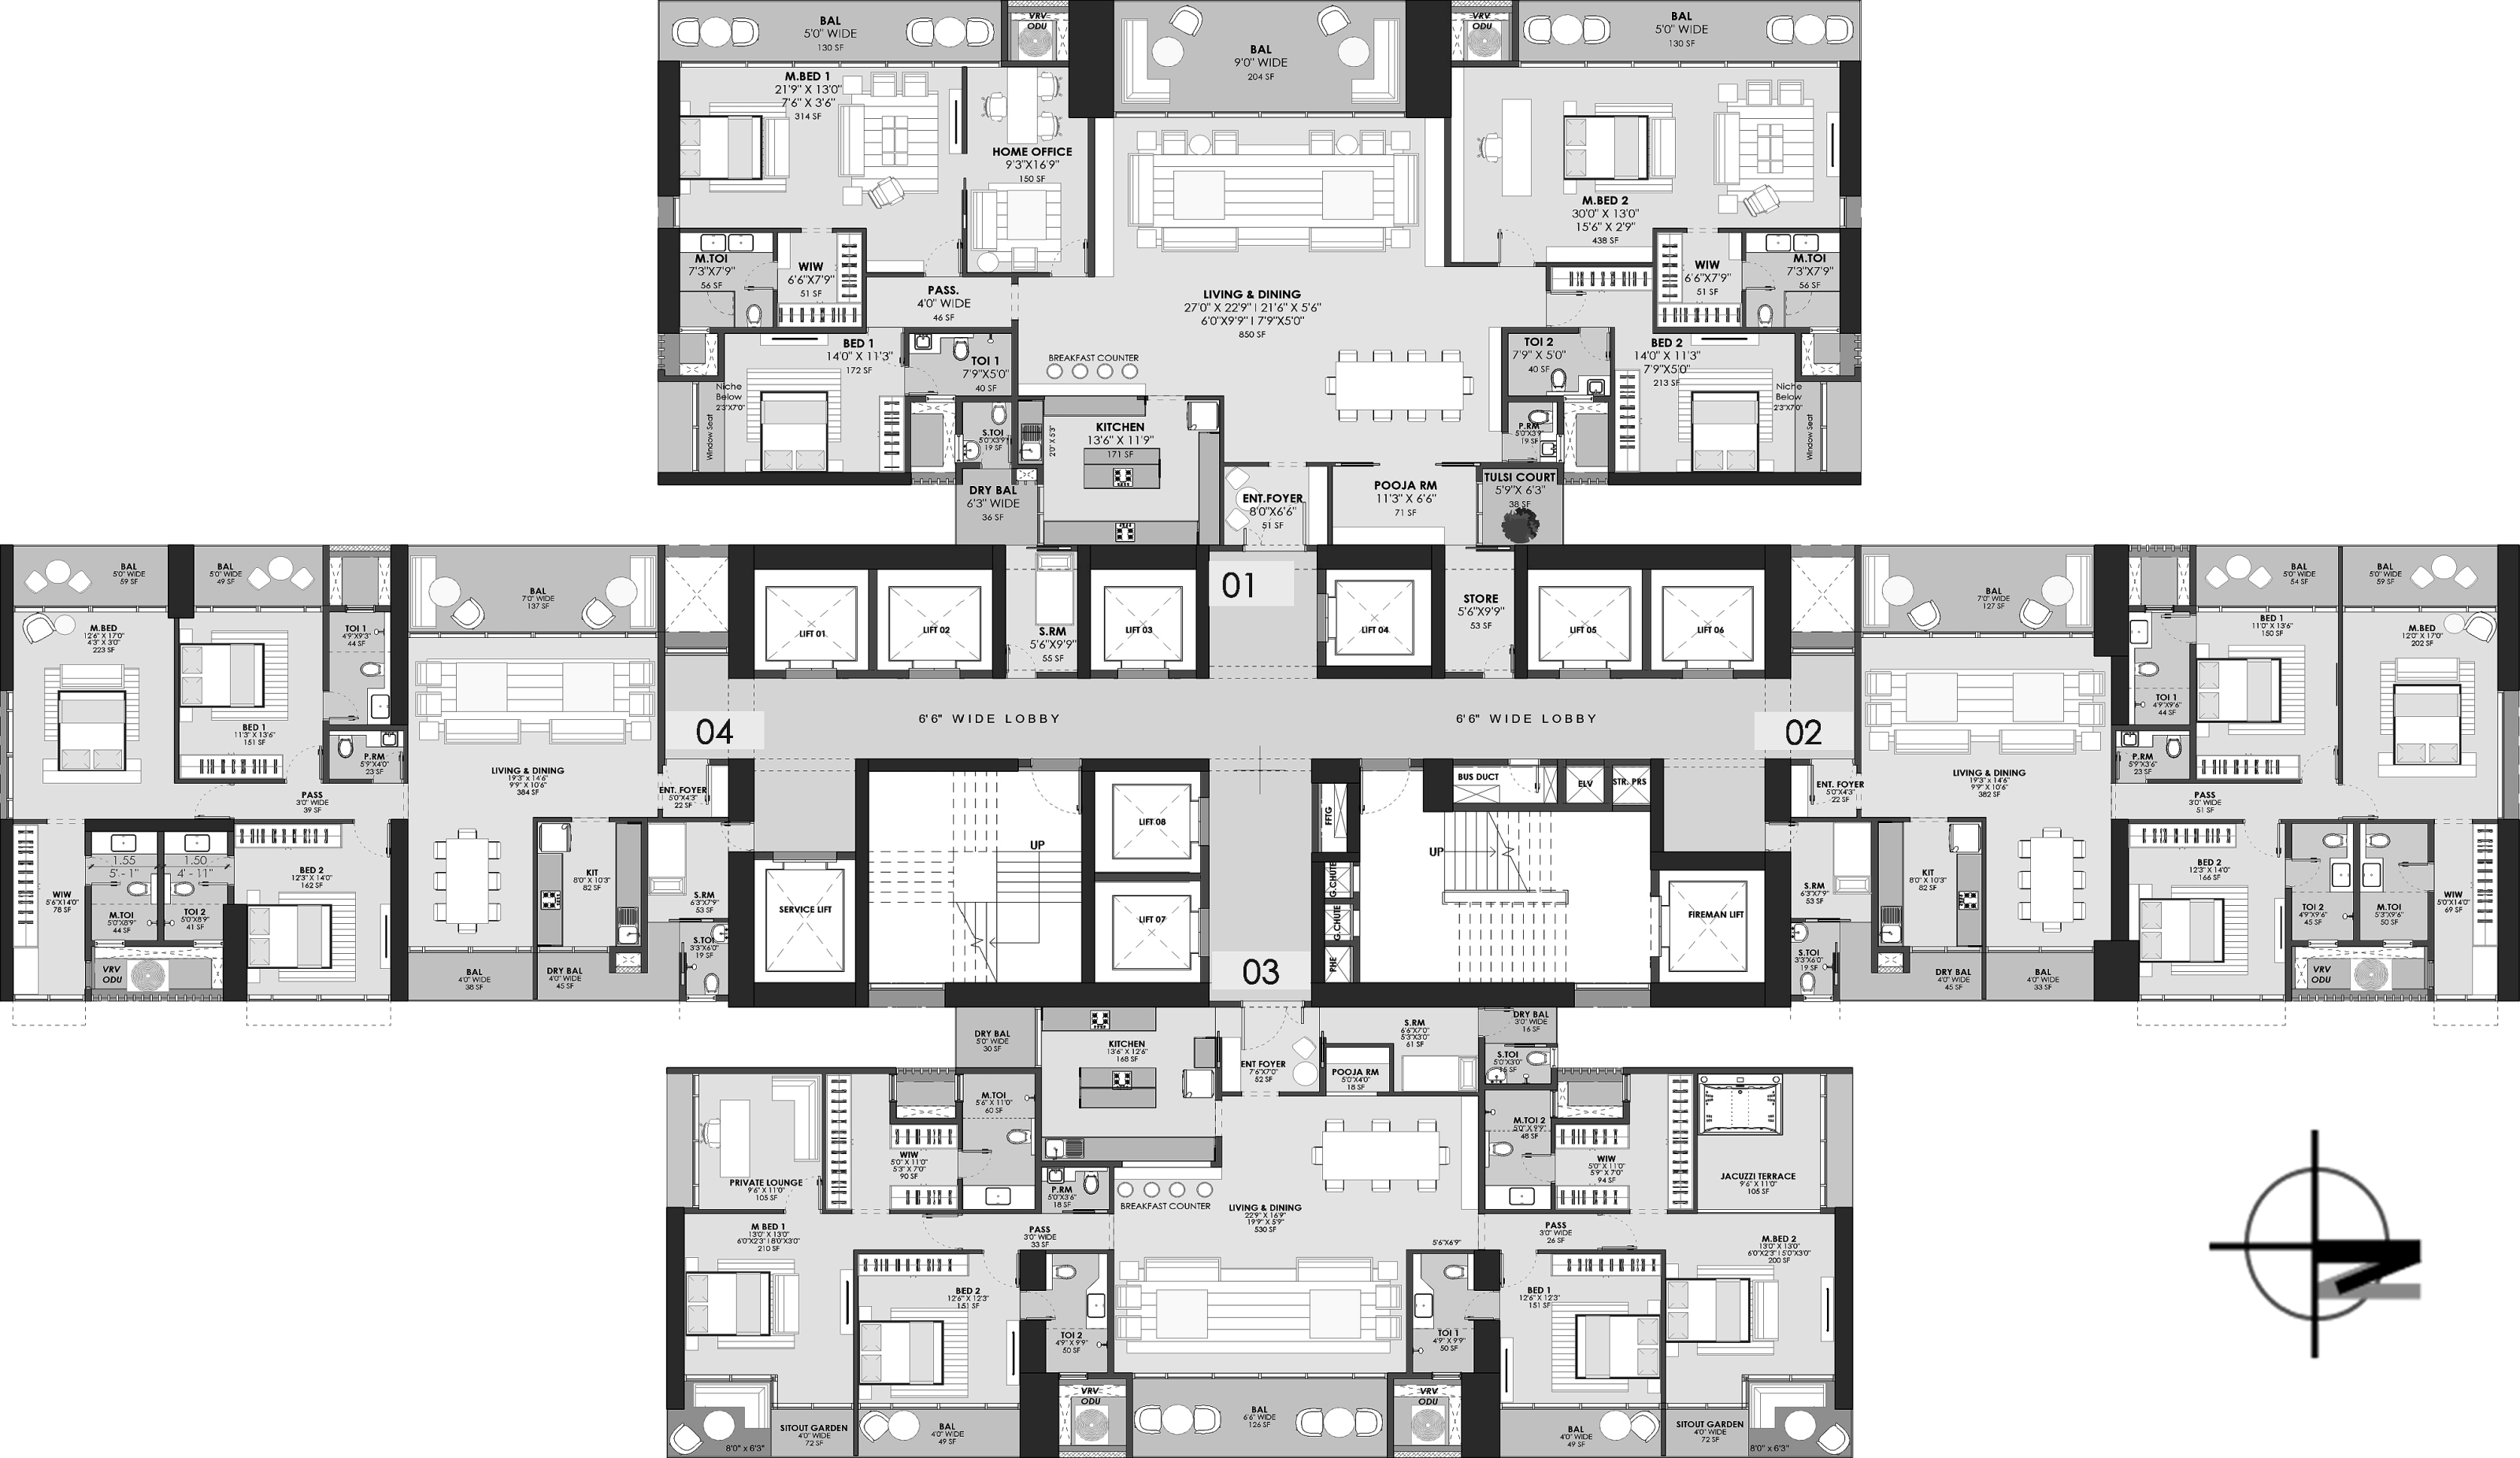 BAL
5'0" WIDE
130 SF
VRV
ODU
BAL
9'0" WIDE
204 SF
VRV
ODU
BAL
5'0" WIDE
130 SF
M.BED 1
21'9" X 13'0"
7'6" X 3'6"
314 SF
HOME OFFICE
9'3"X16'9"
150 SF
M.BED 2
30'0" X 13'0"
15'6" X 2'9"
438 SF
M.TOI
7'3"X7'9"
56 SF
WIW
6'6"X7'9"
51 SF
PASS.
4'0" WIDE
46 SF
LIVING & DINING
27'0" X 22'9" I 21'6" X 5'6"
6'0"X9'9" I 7'9"X5'0"
850 SF
WIW
6'6"X7'9"
51 SF
M.TOI
7'3"X7'9"
56 SF
BED 1
14'0" X 11'3"
172 SF
TOI 1
7'9"X5'0"
40 SF
BREAKFAST COUNTER
TOI 2
7'9" X 5'0"
40 SF
BED 2
14'0" X 11'3"
7'9"X5'0"
213 SF
Niche
Below
2'3"X7'0"
Window Seat
Niche
Below
2'3"X7'0"
Window Seat
S.TOI
5'0"X3'9"
19 SF
KITCHEN
13'6" X 11'9"
171 SF
2'0" X 5'3"
P.RM
5'0"X3'9"
19 SF
DRY BAL
6'3" WIDE
36 SF
ENT.FOYER
8'0"X6'6"
51 SF
POOJA RM
11'3" X 6'6"
71 SF
TULSI COURT
5'9"X 6'3"
38 SF
01
BAL
5'0" WIDE
59 SF
BAL
5'0" WIDE
49 SF
BAL
7'0" WIDE
137 SF
LIFT 01
LIFT 02
S.RM
5'6"X9'9"
55 SF
LIFT 03
LIFT 04
STORE
5'6"X9'9"
53 SF
LIFT 05
LIFT 06
BAL
7'0" WIDE
127 SF
BAL
5'0" WIDE
54 SF
BAL
5'0" WIDE
59 SF
M.BED
12'6" X 17'0"
4'3" X 3'0"
223 SF
TOI 1
4'9"X9'3"
44 SF
BED 1
11'3" X 13'6"
151 SF
P.RM
5'9"X4'0"
23 SF
LIVING & DINING
19'3" x 14'6"
9'9" X 10'6"
384 SF
04
6'6" WIDE LOBBY
6'6" WIDE LOBBY
02
BED 1
11'0" X 13'6"
150 SF
M.BED
12'0" X 17'0"
202 SF
TOI 1
4'9"X9'6"
44 SF
P.RM
5'9"X3'6"
23 SF
LIVING & DINING
19'3" x 14'6"
9'9" X 10'6"
382 SF
PASS
3'0" WIDE
39 SF
ENT. FOYER
5'0"X4'3"
22 SF
BUS DUCT
ELV
STR. PRS
FFTG
ENT. FOYER
5'0"X4'3"
22 SF
PASS
3'0" WIDE
51 SF
1.55
5' - 1"
1.50
4' - 11"
WIW
5'6"X14'0"
78 SF
M.TOI
5'0"X8'9"
44 SF
TOI 2
5'0"X8'9"
41 SF
BED 2
12'3" X 14'0"
162 SF
KIT
8'0" X 10'3"
82 SF
S.RM
6'3"X7'9"
53 SF
S.TOI
3'3"X6'0"
19 SF
SERVICE LIFT
UP
LIFT 08
LIFT 07
UP
G.CHUTE
G.CHUTE
PHE
FIREMAN LIFT
S.RM
6'3"X7'9"
53 SF
S.TOI
3'3"X6'0"
19 SF
KIT
8'0" X 10'3"
82 SF
BED 2
12'3" X 14'0"
166 SF
TOI 2
4'9"X9'6"
45 SF
M.TOI
5'3"X9'6"
50 SF
WIW
5'0"X14'0"
69 SF
VRV
ODU
BAL
4'0" WIDE
38 SF
DRY BAL
4'0" WIDE
45 SF
03
DRY BAL
4'0" WIDE
45 SF
BAL
4'0" WIDE
33 SF
VRV
ODU
DRY BAL
5'0" WIDE
30 SF
KITCHEN
13'6" X 12'6"
168 SF
ENT FOYER
7'6"X7'0"
52 SF
S.RM
6'6"X7'0"
5'3"X3'0"
61 SF
DRY BAL
3'0" WIDE
16 SF
S.TOI
5'0"X3'0"
15 SF
POOJA RM
5'0"X4'0"
18 SF
M.TOI
5'6" X 11'0"
60 SF
WIW
5'0" X 11'0"
5'3" X 7'0"
90 SF
PRIVATE LOUNGE
9'6" X 11'0"
105 SF
P.RM
5'0"X3'6"
18 SF
BREAKFAST COUNTER
LIVING & DINING
22'9" X 16'9"
19'9" X 5'9"
530 SF
M.TOI 2
5'0" X 9'9"
48 SF
WIW
5'0" X 11'0"
5'9" X 7'0"
94 SF
JACUZZI TERRACE
9'6" X 11'0"
105 SF
M BED 1
13'0" X 13'0"
6'0"X2'3" I 8'0"X3'0"
210 SF
PASS
3'0" WIDE
33 SF
5'6"X6'9"
PASS
3'0" WIDE
26 SF
M.BED 2
13'0" X 13'0"
6'0"X2'3" I 5'0"X3'0"
200 SF
BED 2
12'6" X 12'3"
151 SF
TOI 2
4'9" X 9'9"
50 SF
TOI 1
4'9" X 9'9"
50 SF
BED 1
12'6" X 12'3"
151 SF
8'0" x 6'3"
SITOUT GARDEN
4'0" WIDE
72 SF
BAL
4'0" WIDE
49 SF
VRV
ODU
BAL
6'6" WIDE
126 SF
VRV
ODU
BAL
4'0" WIDE
49 SF
SITOUT GARDEN
4'0" WIDE
72 SF
8'0" x 6'3"
N